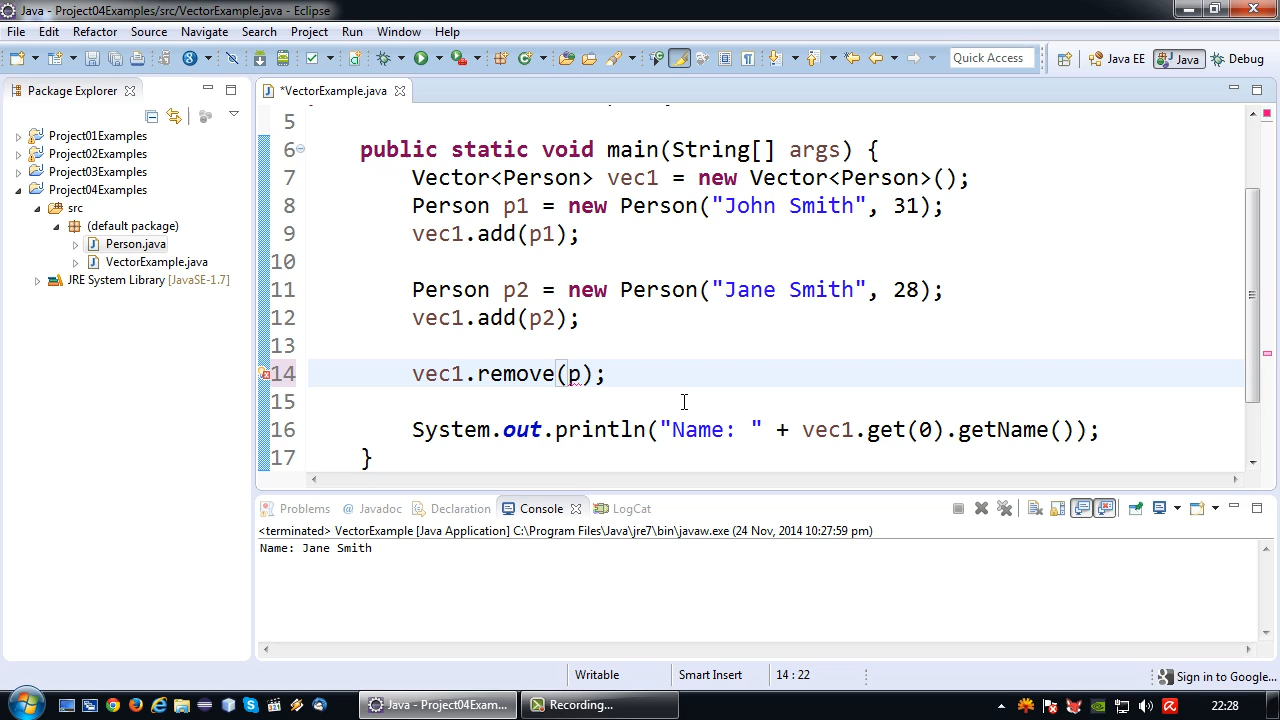 Java - Project04Examples/src/VectorExample.java - Eclipse
File Edit Refactor Source Navigate Search Project Run Window Help
Quick Access
Java EE
Java
Debug
Package Explorer
*VectorExample.java
Project01Examples
Project02Examples
Project03Examples
Project04Examples
src
(default package)
Person.java
VectorExample.java
JRE System Library [JavaSE-1.7]
5
6 public static void main(String[] args) {
7 Vector<Person> vec1 = new Vector<Person>();
8 Person p1 = new Person("John Smith", 31);
9 vec1.add(p1);
10
11 Person p2 = new Person("Jane Smith", 28);
12 vec1.add(p2);
13
14 vec1.remove(p);
15
16 System.out.println("Name: " + vec1.get(0).getName());
17 }
Problems @ Javadoc Declaration Console LogCat
<terminated> VectorExample [Java Application] C:\Program Files\Java\jre7\bin\javaw.exe (24 Nov, 2014 10:27:59 pm)
Name: Jane Smith
Writable
Smart Insert
14 : 22
Sign in to Google...
Java - Project04Exam...
Recording...
22:28